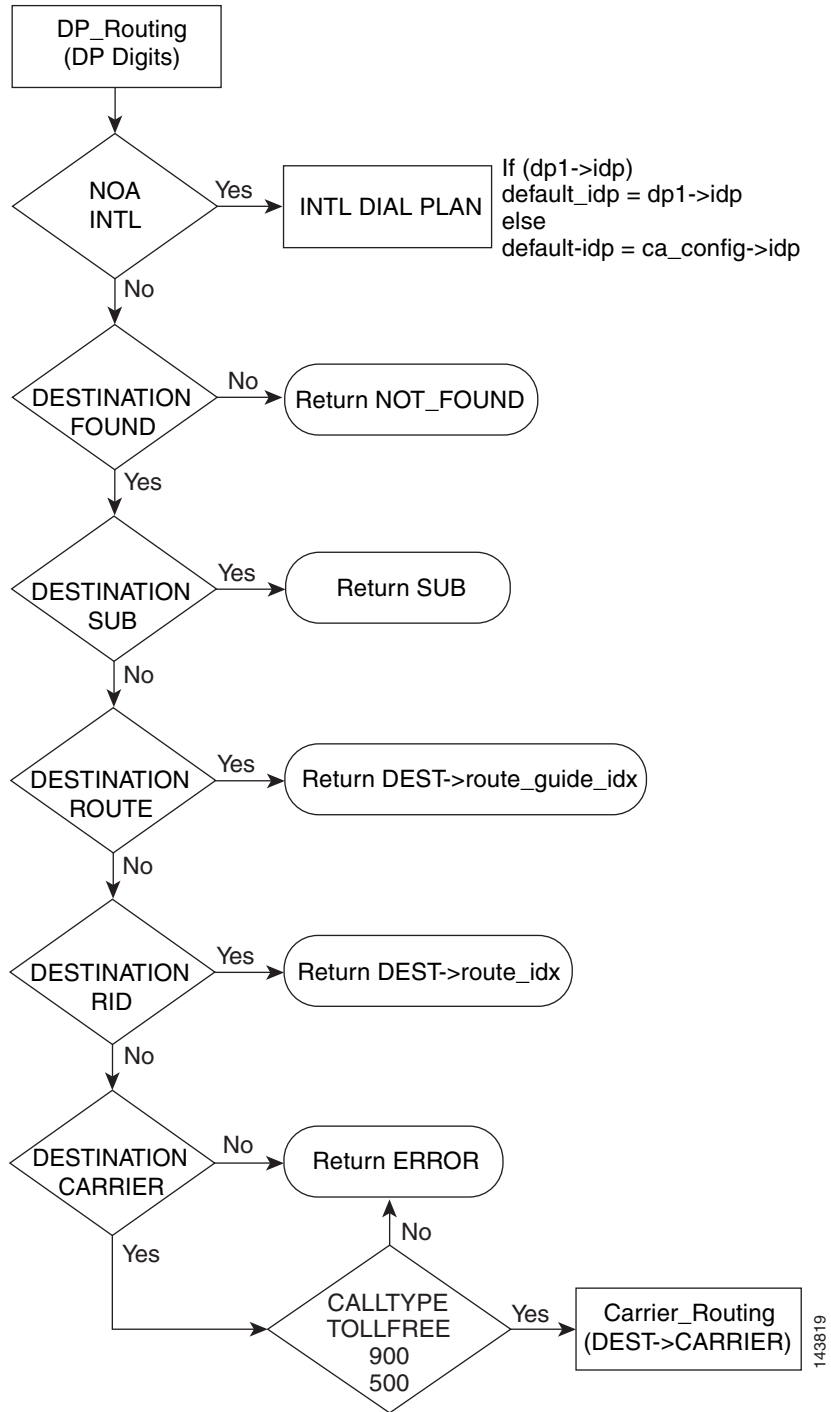 DP_Routing
(DP Digits)
NOA
INTL
Yes
INTL DIAL PLAN
If (dp1->idp)
default_idp = dp1->idp
else
default-idp = ca_config->idp
No
DESTINATION
FOUND
No
Return NOT_FOUND
Yes
DESTINATION
SUB
Yes
Return SUB
No
DESTINATION
ROUTE
Yes
Return DEST->route_guide_idx
No
DESTINATION
RID
Yes
Return DEST->route_idx
No
DESTINATION
CARRIER
No
Return ERROR
Yes
No
CALLTYPE
TOLLFREE
900
500
Yes
Carrier_Routing
(DEST->CARRIER)
143819